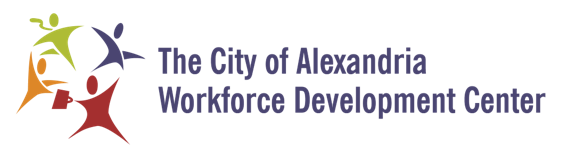 The City of Alexandria
Workforce Development Center